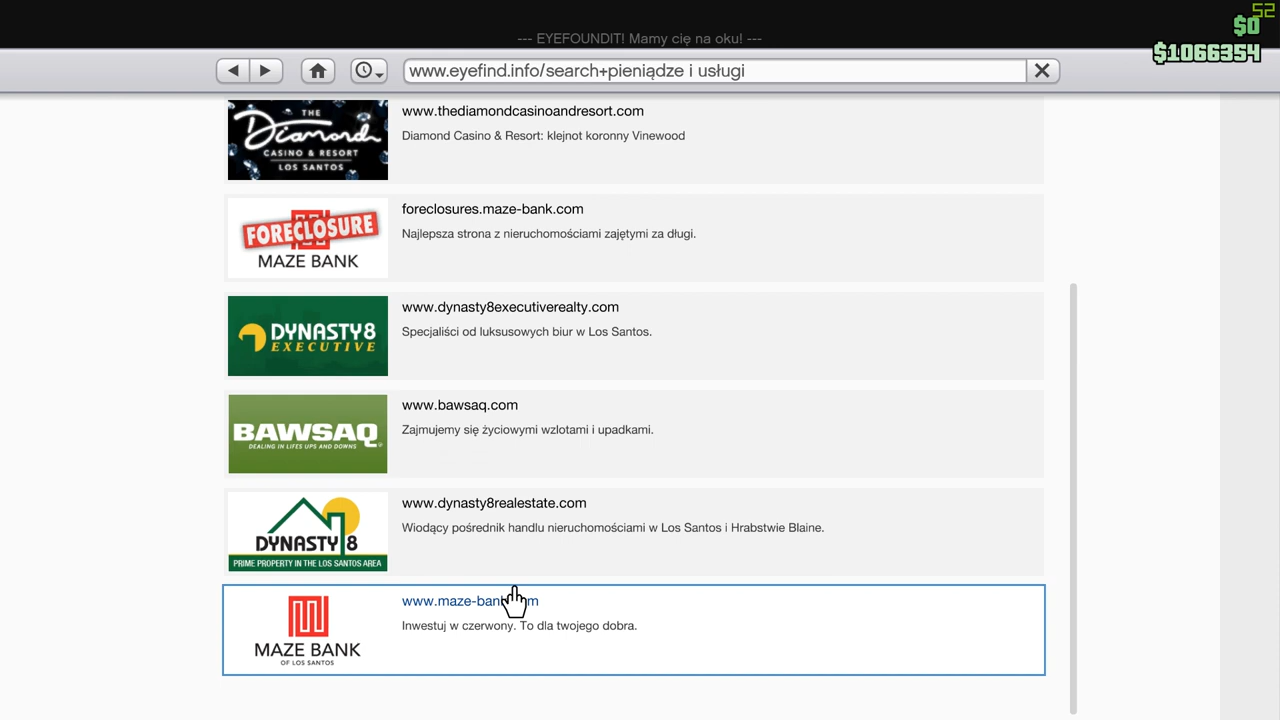 52
$0
--- EYEFOUNDIT! Mamy cię na oku! ---
$1066354
www.eyefind.info/search+pieniądze i usługi
THE
Diamond
CASINO & RESORT
LOS SANTOS
www.thediamondcasinoandresort.com
Diamond Casino & Resort: klejnot koronny Vinewood
FORECLOSURE
MAZE BANK
foreclosures.maze-bank.com
Najlepsza strona z nieruchomościami zajętymi za długi.
DYNASTY8
EXECUTIVE
www.dynasty8executiverealty.com
Specjaliści od luksusowych biur w Los Santos.
BAWSAQ
DEALING IN LIFES UPS AND DOWNS
www.bawsaq.com
Zajmujemy się życiowymi wzlotami i upadkami.
DYNASTY 8
PRIME PROPERTY IN THE LOS SANTOS AREA
www.dynasty8realestate.com
Wiodący pośrednik handlu nieruchomościami w Los Santos i Hrabstwie Blaine.
MAZE BANK
OF LOS SANTOS
www.maze-bank.com
Inwestuj w czerwony. To dla twojego dobra.